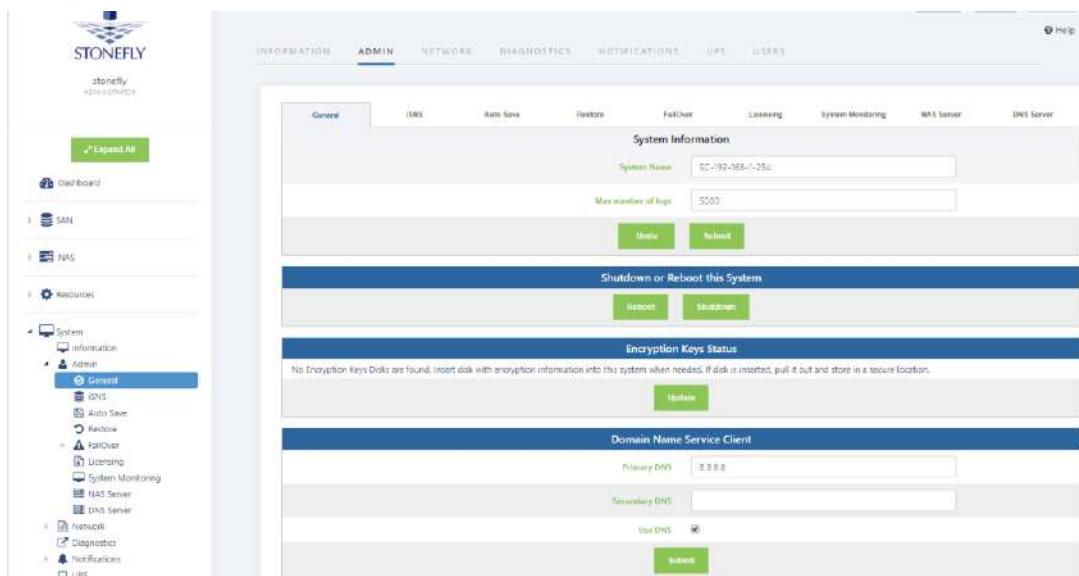 STONEFLY
stonefly
ADMINISTRATOR
Expand All
Dashboard
SAN
NAS
Resources
System
Information
Admin
General
iSNS
Auto Save
Restore
FailOver
Licensing
System Monitoring
NAS Server
DNS Server
Network
Diagnostics
Notifications
UPS
Help
INFORMATION ADMIN NETWORK DIAGNOSTICS NOTIFICATIONS UPS USERS
General iSNS Auto Save Restore FailOver Licensing System Monitoring NAS Server DNS Server
System Information
System Name SC-192-168-1-254
Max number of logs 5000
Undo Submit
Shutdown or Reboot this System
Reboot Shutdown
Encryption Keys Status
No Encryption Keys Disks are found. Insert disk with encryption information into this system when needed. If disk is inserted, pull it out and store in a secure location.
Update
Domain Name Service Client
Primary DNS 8.8.8.8
Secondary DNS
Use DNS
Submit